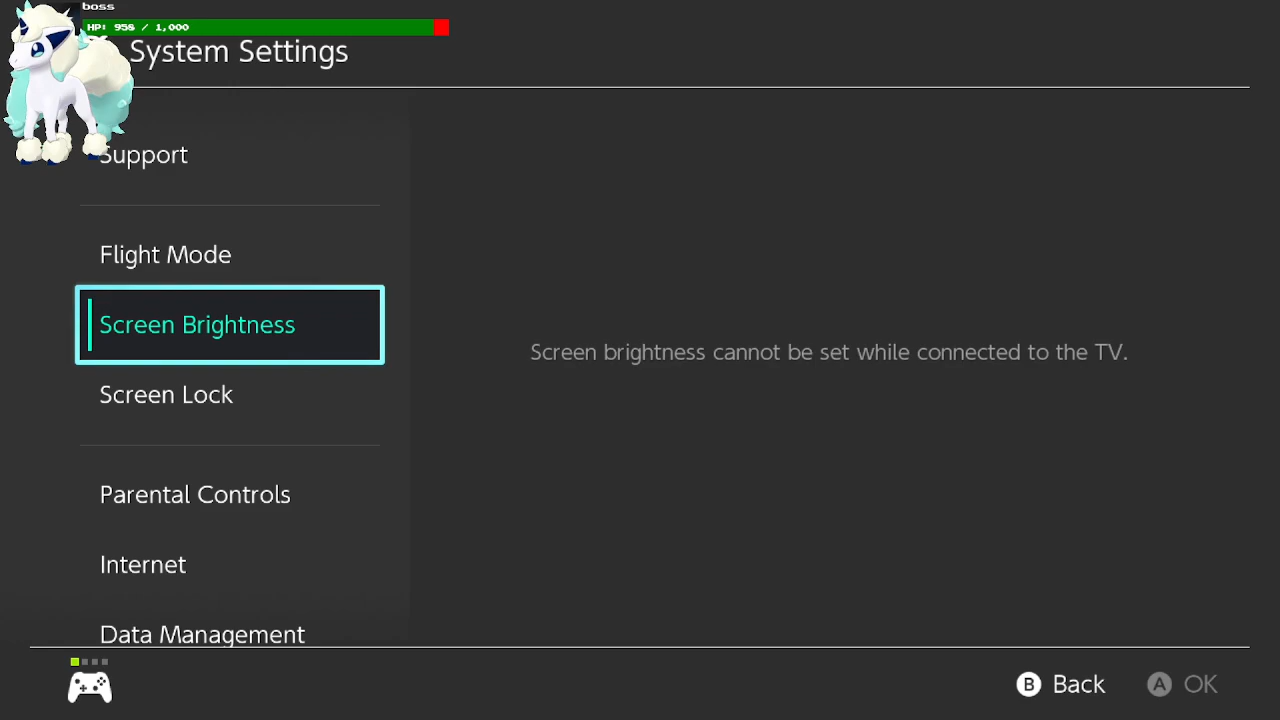 boss
HP: 958 / 1,000
System Settings
Support
Flight Mode
Screen Brightness
Screen brightness cannot be set while connected to the TV.
Screen Lock
Parental Controls
Internet
Data Management
B Back
A OK